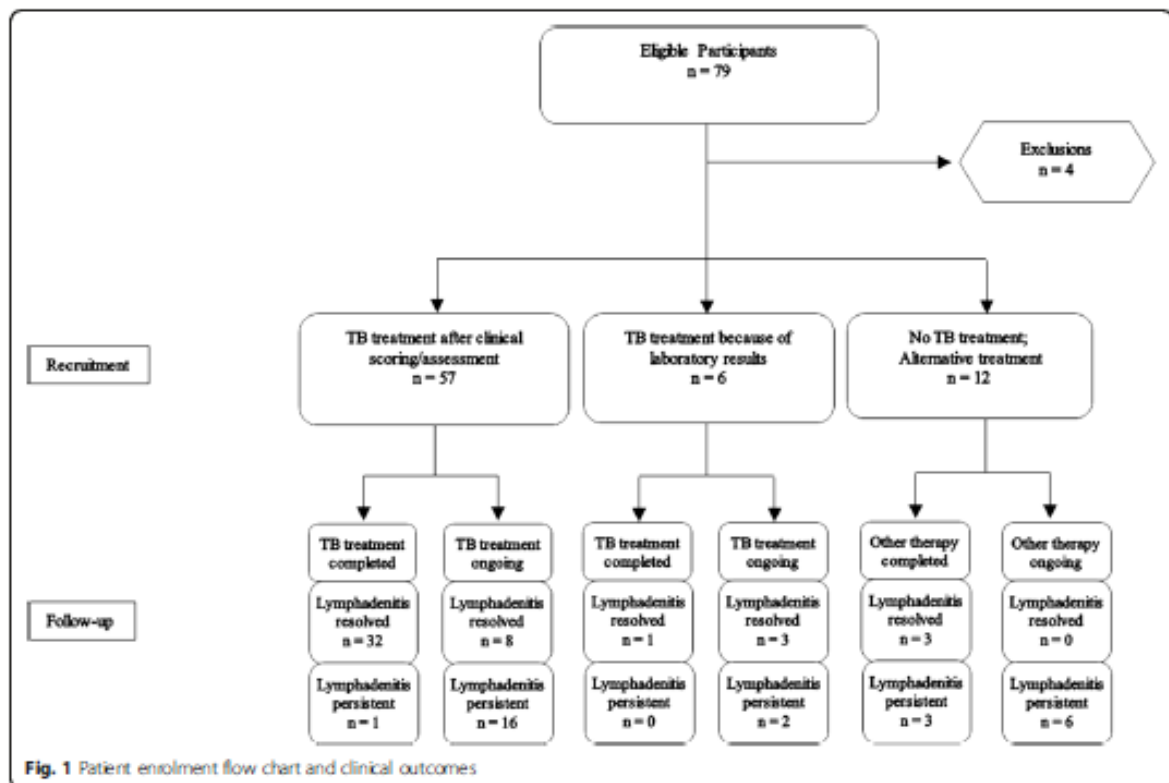 Eligible Participants
n = 79
Exclusions
n = 4
Recruitment
TB treatment after clinical
scoring/assessment
n = 57
TB treatment because of
laboratory results
n = 6
No TB treatment;
Alternative treatment
n = 12
Follow-up
TB treatment
completed
Lymphadenitis
resolved
n = 32
Lymphadenitis
persistent
n = 1
TB treatment
ongoing
Lymphadenitis
resolved
n = 8
Lymphadenitis
persistent
n = 16
TB treatment
completed
Lymphadenitis
resolved
n = 1
Lymphadenitis
persistent
n = 0
TB treatment
ongoing
Lymphadenitis
resolved
n = 3
Lymphadenitis
persistent
n = 2
Other therapy
completed
Lymphadenitis
resolved
n = 3
Lymphadenitis
persistent
n = 3
Other therapy
ongoing
Lymphadenitis
resolved
n = 0
Lymphadenitis
persistent
n = 6
Fig. 1 Patient enrolment flow chart and clinical outcomes